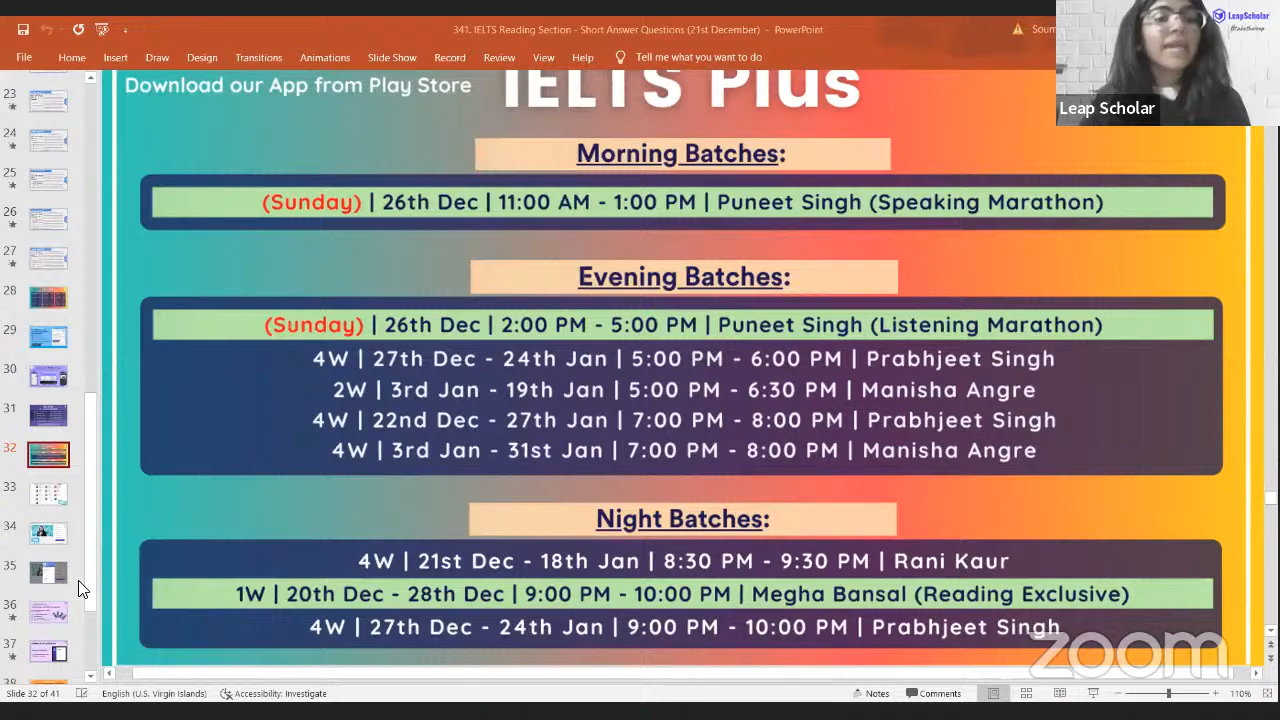 341. IELTS Reading Section - Short Answer Questions (21st December) - PowerPoint
Soum
LeapScholar
File Home Insert Draw Design Transitions Animations Slide Show Record Review View Help Tell me what you want to do
Leap Scholar
Download our App from Play Store
IELTS Plus
Morning Batches:
(Sunday) | 26th Dec | 11:00 AM - 1:00 PM | Puneet Singh (Speaking Marathon)
Evening Batches:
(Sunday) | 26th Dec | 2:00 PM - 5:00 PM | Puneet Singh (Listening Marathon)
4W | 27th Dec - 24th Jan | 5:00 PM - 6:00 PM | Prabhjeet Singh
2W | 3rd Jan - 19th Jan | 5:00 PM - 6:30 PM | Manisha Angre
4W | 22nd Dec - 27th Jan | 7:00 PM - 8:00 PM | Prabhjeet Singh
4W | 3rd Jan - 31st Jan | 7:00 PM - 8:00 PM | Manisha Angre
Night Batches:
4W | 21st Dec - 18th Jan | 8:30 PM - 9:30 PM | Rani Kaur
1W | 20th Dec - 28th Dec | 9:00 PM - 10:00 PM | Megha Bansal (Reading Exclusive)
4W | 27th Dec - 24th Jan | 9:00 PM - 10:00 PM | Prabhjeet Singh
zoom
23
24
25
26
27
28
29
30
31
32
33
34
35
36
37
38
Slide 32 of 41 English (U.S. Virgin Islands) Accessibility: Investigate Notes Comments 110%